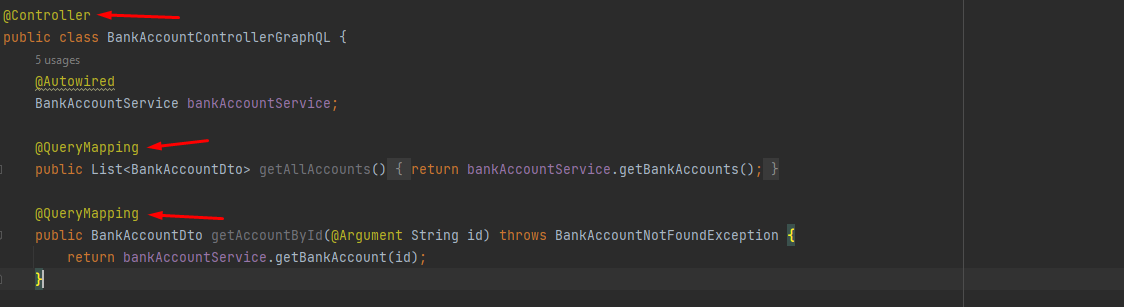 @Controller
public class BankAccountControllerGraphQL {
5 usages
@Autowired
BankAccountService bankAccountService;
@QueryMapping
public List<BankAccountDto> getAllAccounts() { return bankAccountService.getBankAccounts(); }
@QueryMapping
public BankAccountDto getAccountById(@Argument String id) throws BankAccountNotFoundException {
return bankAccountService.getBankAccount(id);
}